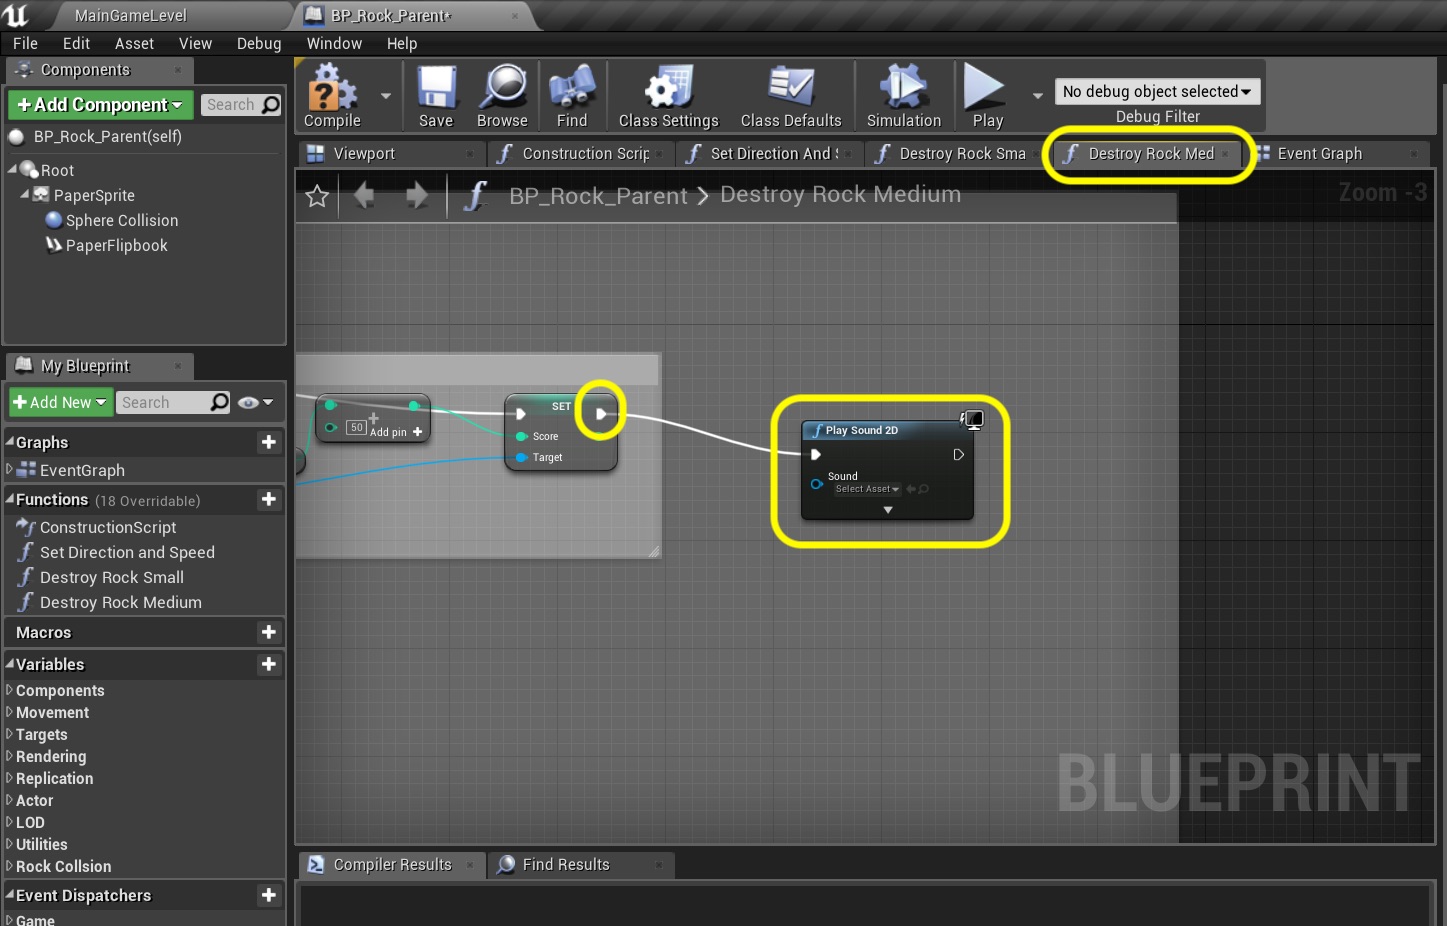 MainGameLevel
BP_Rock_Parent*
File Edit Asset View Debug Window Help
Components
+Add Component
Search
BP_Rock_Parent(self)
Root
PaperSprite
Sphere Collision
PaperFlipbook
Compile
Save
Browse
Find
Class Settings
Class Defaults
Simulation
Play
No debug object selected
Debug Filter
Viewport
Construction Scrip
Set Direction And S
Destroy Rock Sma
Destroy Rock Med
Event Graph
BP_Rock_Parent > Destroy Rock Medium
Zoom -3
50
Add pin +
SET
Score
Target
Play Sound 2D
Sound
Select Asset
BLUEPRINT
My Blueprint
+Add New
Search
Graphs
EventGraph
Functions (18 Overridable)
ConstructionScript
Set Direction and Speed
Destroy Rock Small
Destroy Rock Medium
Macros
Variables
Components
Movement
Targets
Rendering
Replication
Actor
LOD
Utilities
Rock Collsion
Event Dispatchers
Game
Compiler Results
Find Results